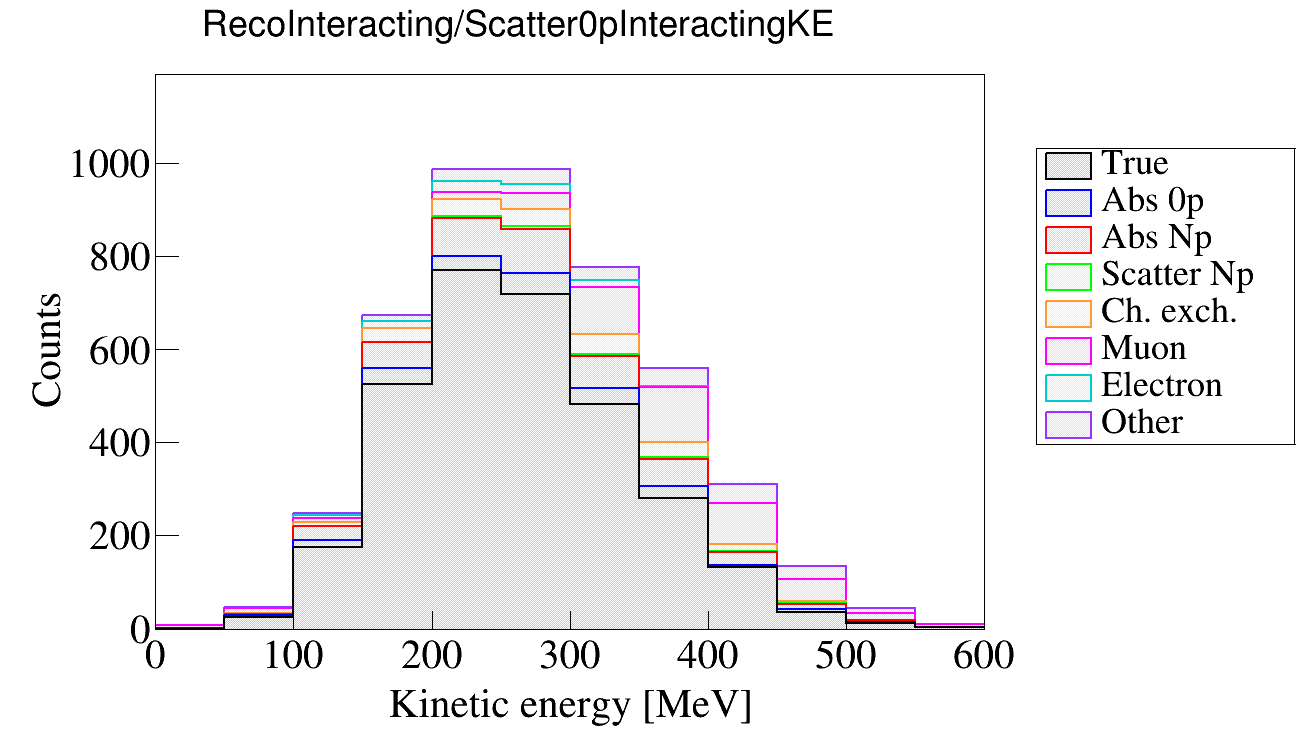 RecoInteracting/Scatter0pInteractingKE
Counts
1000
800
600
400
200
0
0 100 200 300 400 500 600
Kinetic energy [MeV]
True
Abs 0p
Abs Np
Scatter Np
Ch. exch.
Muon
Electron
Other